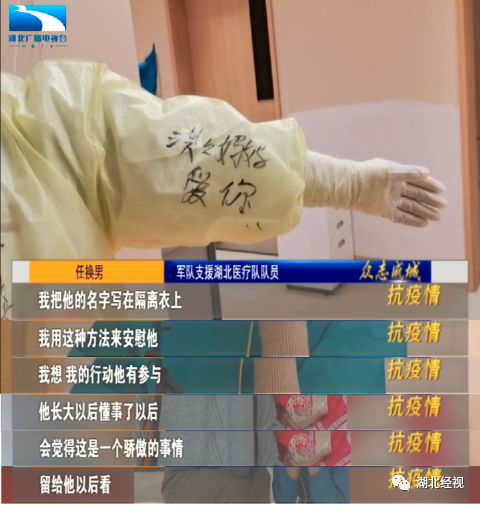 湖北广播电视台
爱你
任换男
军队支援湖北医疗队队员
众志成城
我把他的名字写在隔离衣上
抗疫情
我用这种方法来安慰他
抗疫情
我想 我的行动他有参与
抗疫情
他长大以后懂事了以后
抗疫情
会觉得这是一个骄傲的事情
抗疫情
留给他以后看
抗疫情
湖北经视